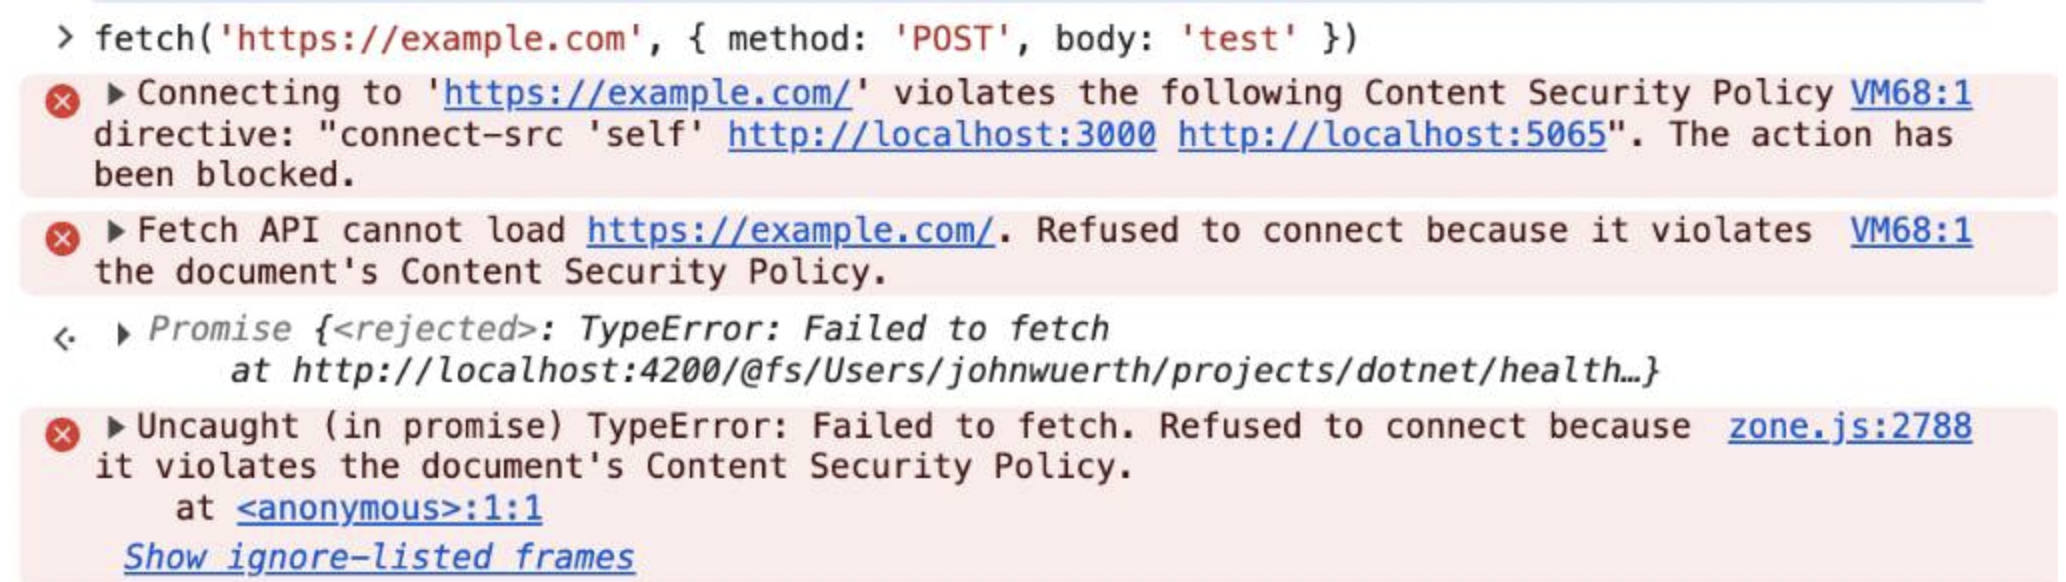 > fetch('https://example.com', { method: 'POST', body: 'test' })
Connecting to 'https://example.com/' violates the following Content Security Policy VM68:1
directive: "connect-src 'self' http://localhost:3000 http://localhost:5065". The action has
been blocked.
Fetch API cannot load https://example.com/. Refused to connect because it violates VM68:1
the document's Content Security Policy.
Promise {<rejected>: TypeError: Failed to fetch
at http://localhost:4200/@fs/Users/johnwuerth/projects/dotnet/health…}
Uncaught (in promise) TypeError: Failed to fetch. Refused to connect because zone.js:2788
it violates the document's Content Security Policy.
at <anonymous>:1:1
Show ignore-listed frames